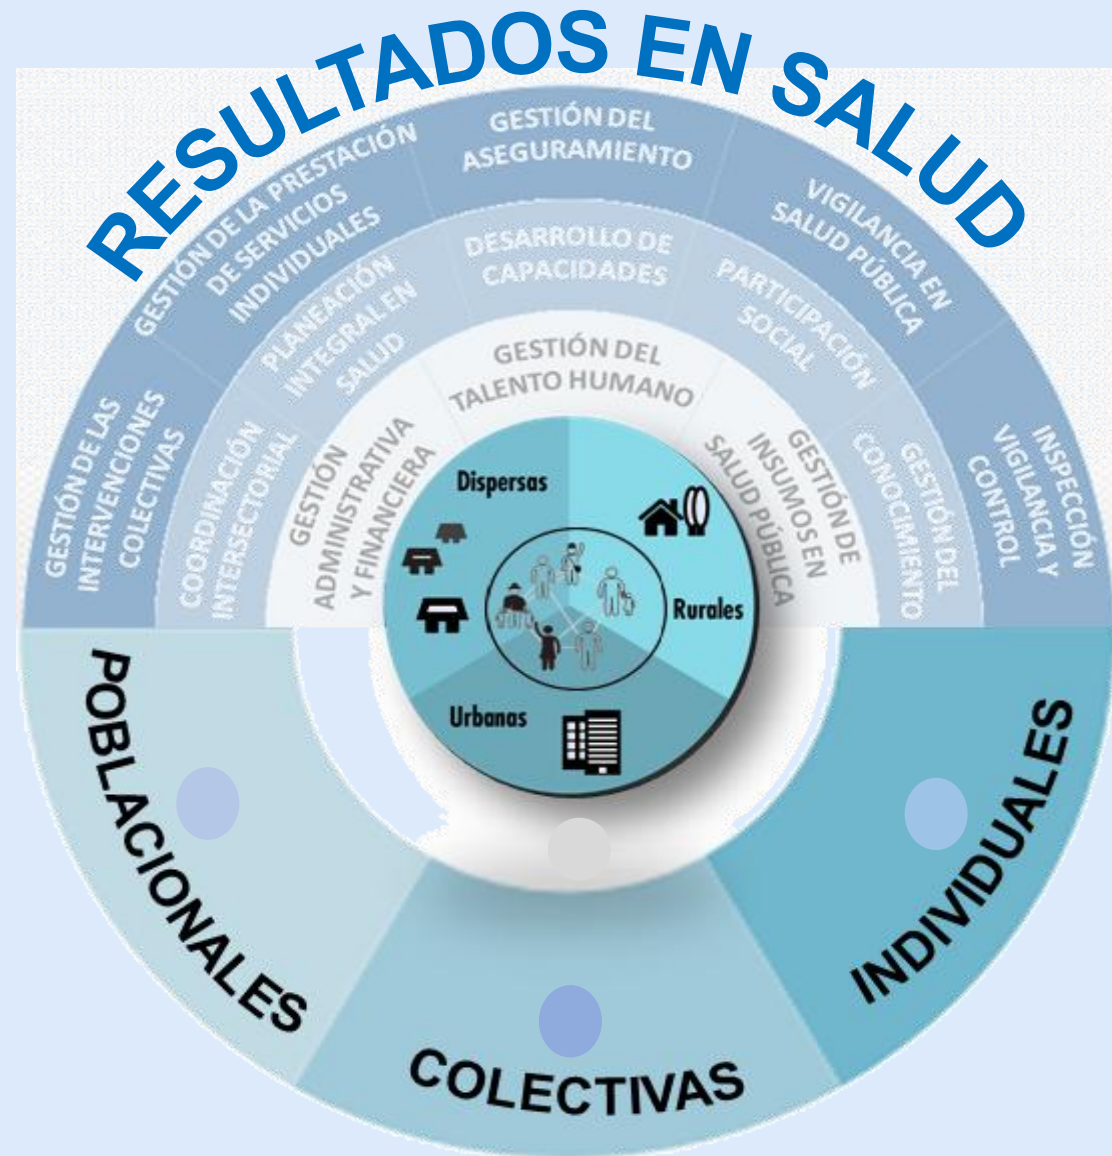 RESULTADOS EN SALUD
GESTIÓN DE LAS
INTERVENCIONES
COLECTIVAS
GESTIÓN DE LA PRESTACIÓN
DE SERVICIOS
INDIVIDUALES
GESTIÓN DEL
ASEGURAMIENTO
VIGILANCIA EN
SALUD PÚBLICA
INSPECCIÓN
VIGILANCIA Y
CONTROL
COORDINACIÓN
INTERSECTORIAL
PLANEACIÓN
INTEGRAL EN
SALUD
DESARROLLO DE
CAPACIDADES
PARTICIPACIÓN
SOCIAL
GESTIÓN DEL
CONOCIMIENTO
GESTIÓN
ADMINISTRATIVA
Y FINANCIERA
GESTIÓN DEL
TALENTO HUMANO
GESTIÓN DE
INSUMOS EN
SALUD PÚBLICA
Dispersas
Rurales
Urbanas
POBLACIONALES
COLECTIVAS
INDIVIDUALES